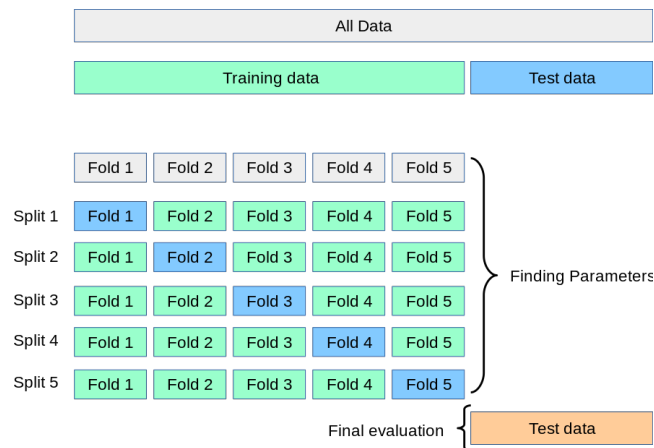 All Data
Training data Test data
Fold 1 Fold 2 Fold 3 Fold 4 Fold 5
Split 1 Fold 1 Fold 2 Fold 3 Fold 4 Fold 5
Split 2 Fold 1 Fold 2 Fold 3 Fold 4 Fold 5
Finding Parameters
Split 3 Fold 1 Fold 2 Fold 3 Fold 4 Fold 5
Split 4 Fold 1 Fold 2 Fold 3 Fold 4 Fold 5
Split 5 Fold 1 Fold 2 Fold 3 Fold 4 Fold 5
Final evaluation Test data